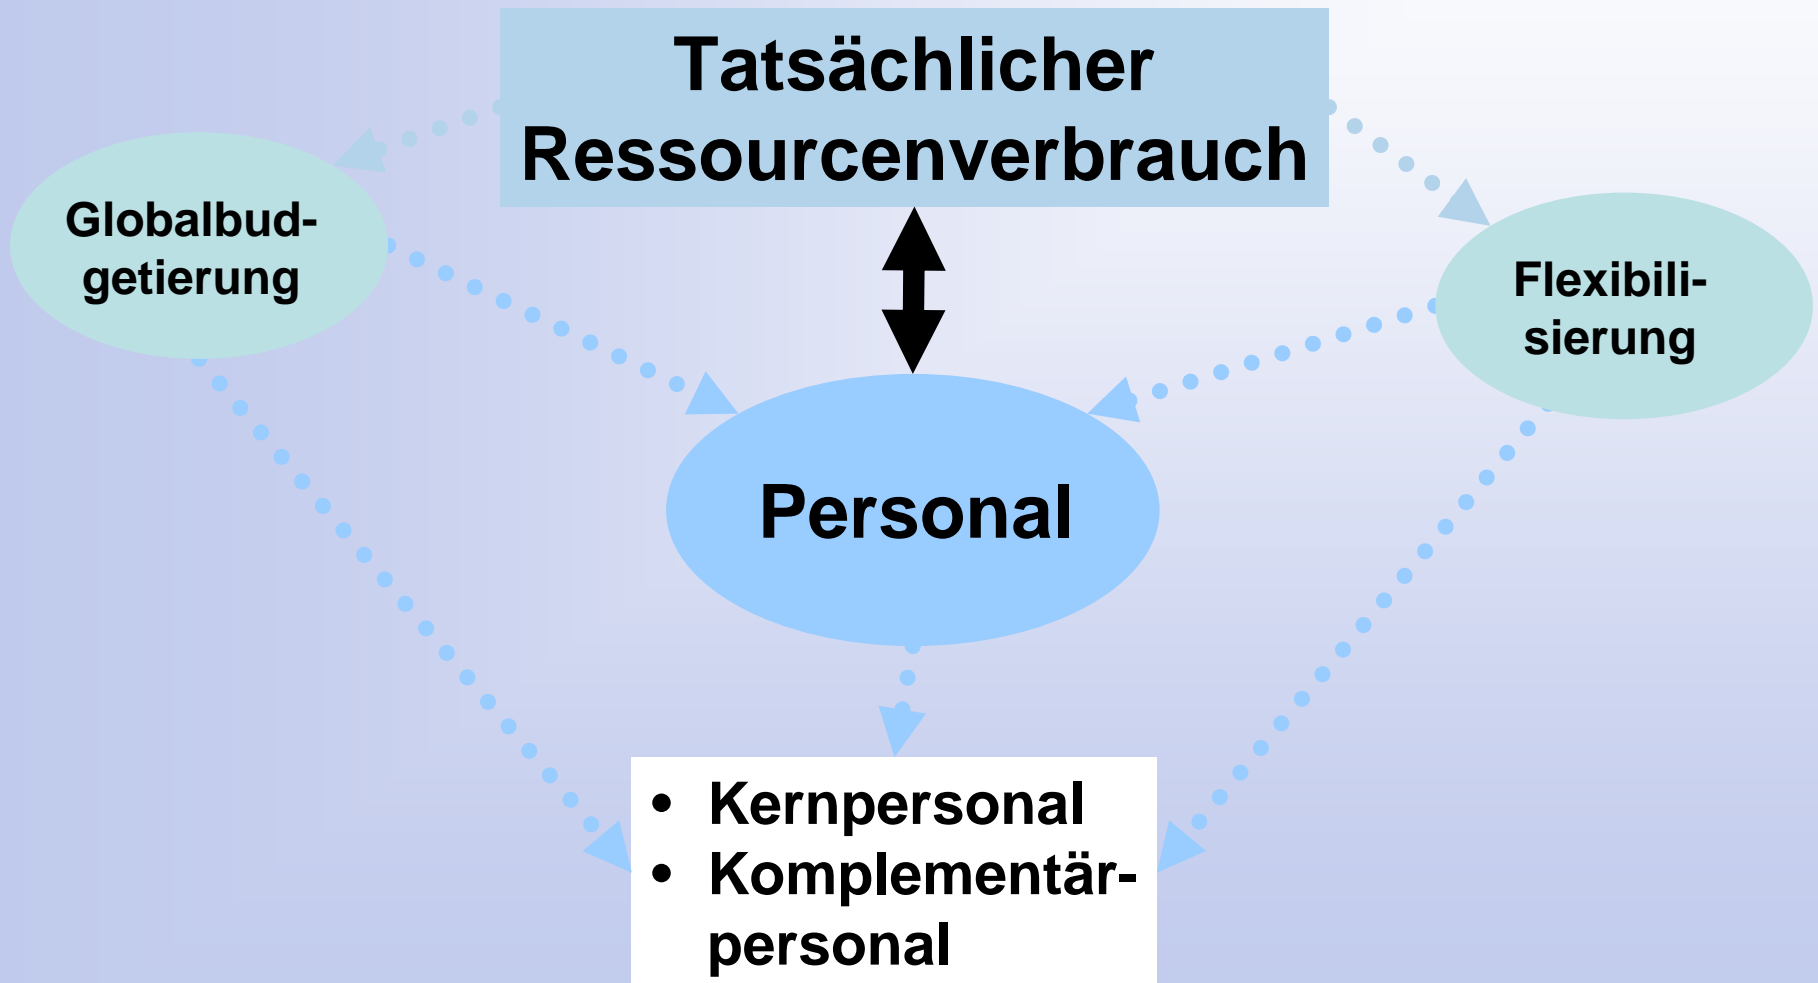 Tatsächlicher
Ressourcenverbrauch
Globalbud-
getierung
Flexibili-
sierung
Personal
• Kernpersonal
• Komplementär-
personal